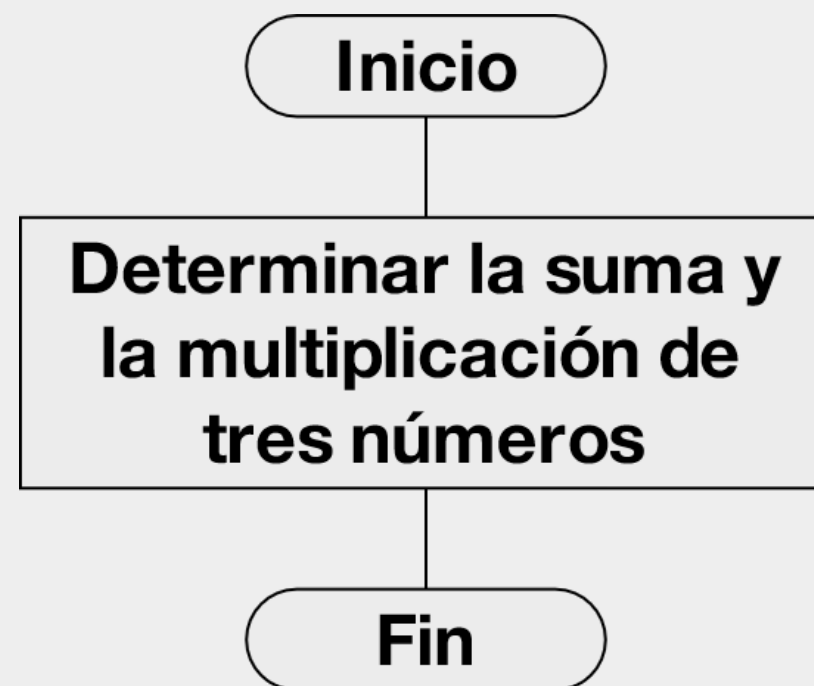 Inicio
Determinar la suma y
la multiplicación de
tres números
Fin